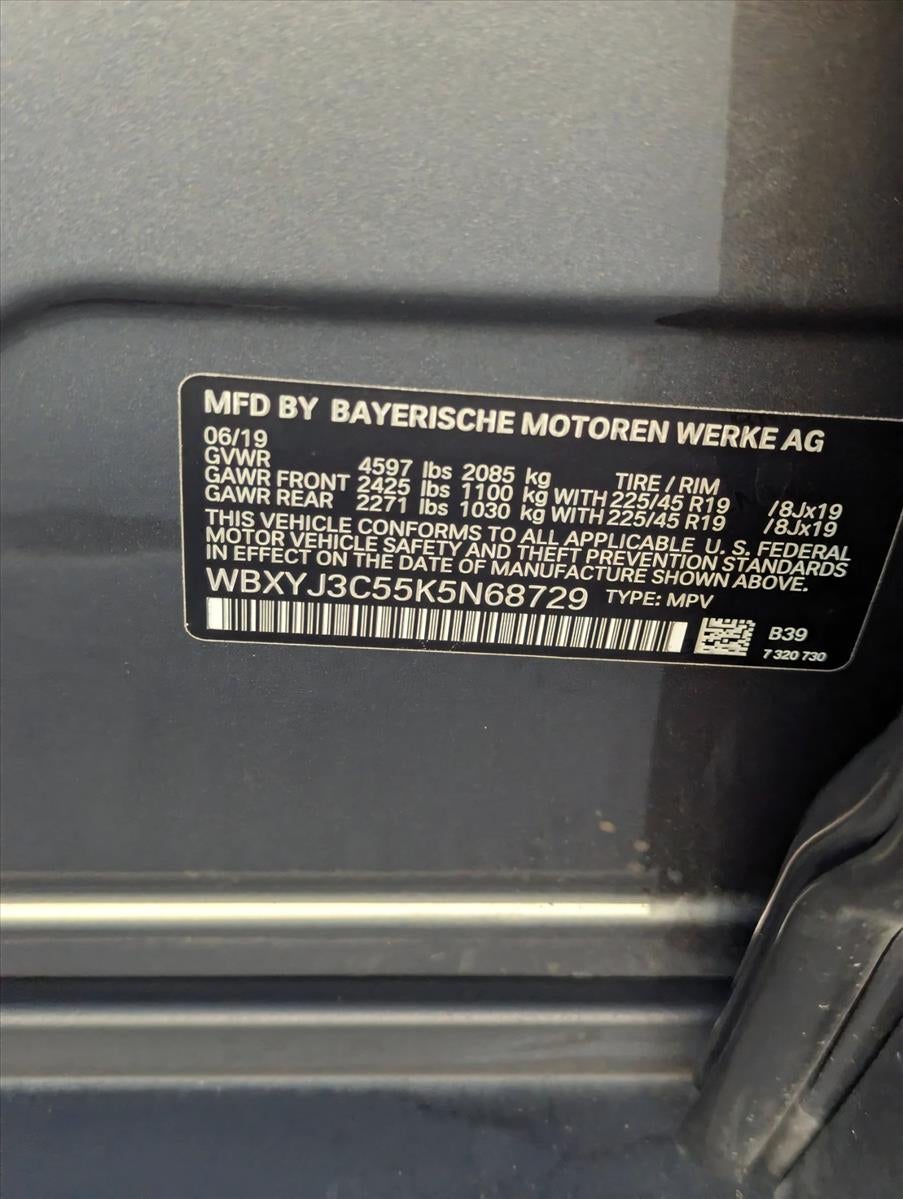 MFD BY BAYERISCHE MOTOREN WERKE AG
06/19
GVWR 4597 lbs 2085 kg TIRE / RIM
GAWR FRONT 2425 lbs 1100 kg WITH 225/45 R19 /8Jx19
GAWR REAR 2271 lbs 1030 kg WITH 225/45 R19 /8Jx19
THIS VEHICLE CONFORMS TO ALL APPLICABLE U. S. FEDERAL
MOTOR VEHICLE SAFETY AND THEFT PREVENTION STANDARDS
IN EFFECT ON THE DATE OF MANUFACTURE SHOWN ABOVE.
WBXYJ3C55K5N68729 TYPE: MPV
B39
7 320 730